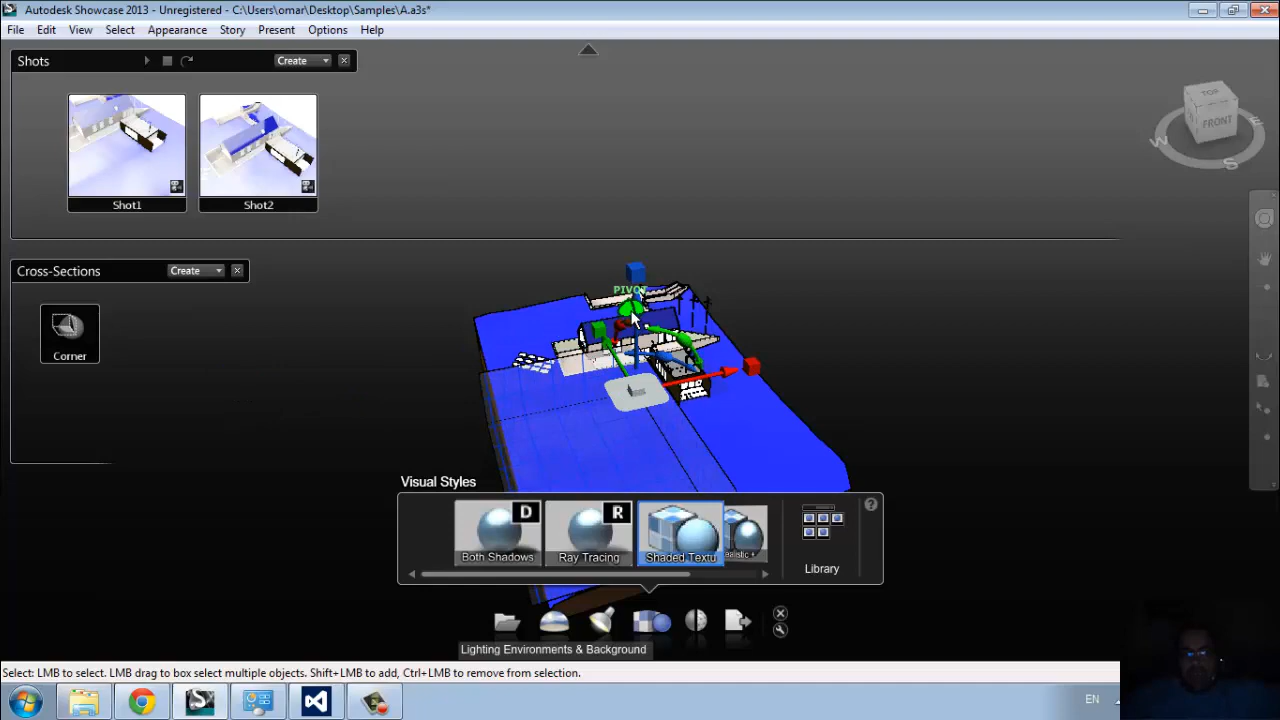 Autodesk Showcase 2013 - Unregistered - C:\Users\omar\Desktop\Samples\A.a3s*
File Edit View Select Appearance Story Present Options Help
Shots Create
Shot1 Shot2
TOP
FRONT
W S E
Cross-Sections Create
Corner
PIVOT
Visual Styles
D R
Both Shadows Ray Tracing Shaded Textu ealistic + Library
Lighting Environments & Background
Select: LMB to select. LMB drag to box select multiple objects. Shift+LMB to add, Ctrl+LMB to remove from selection.
EN